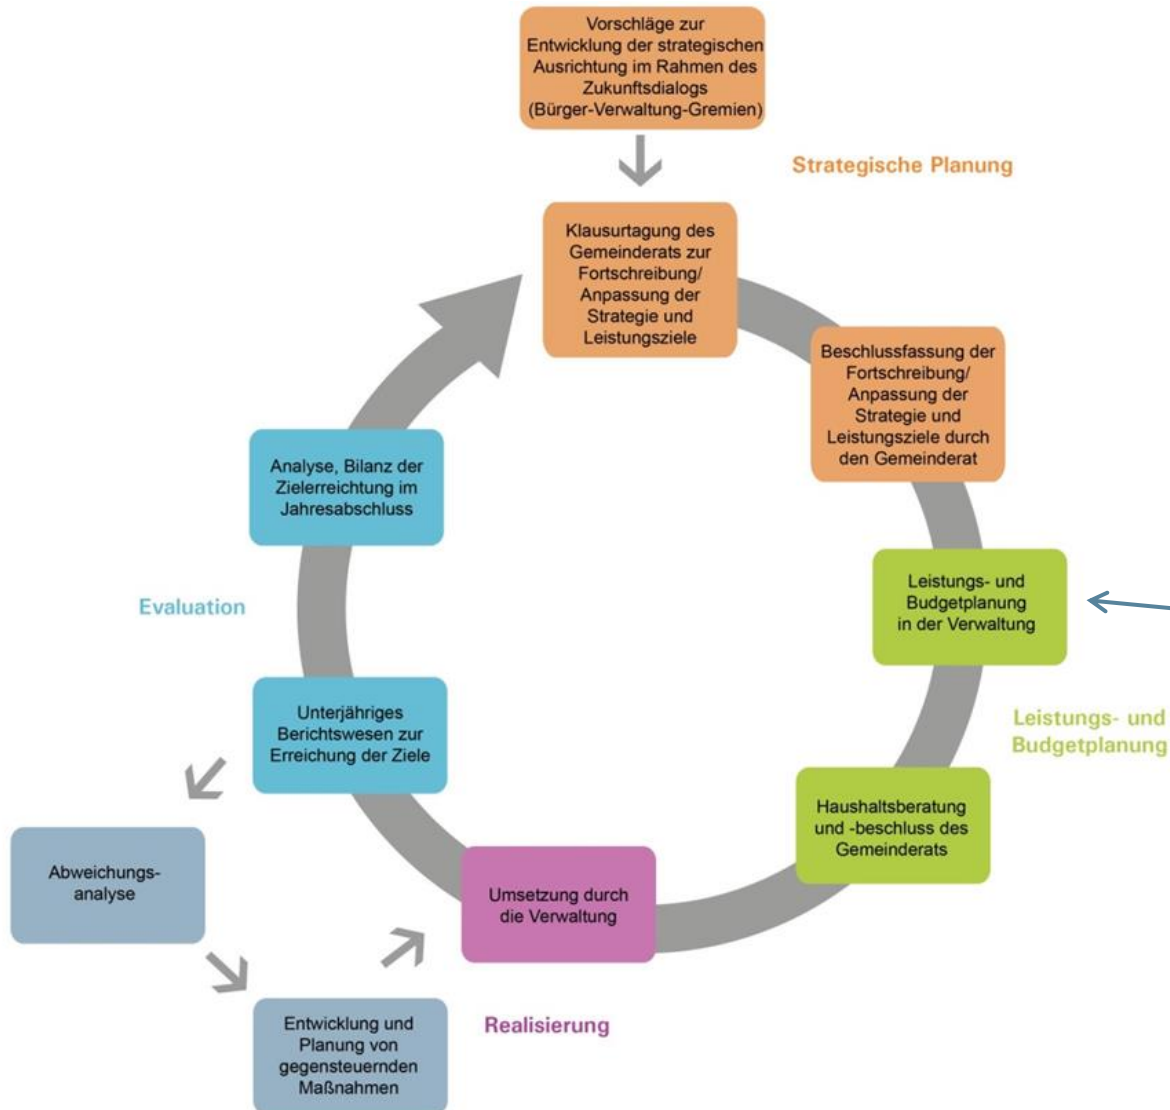 Vorschläge zur
Entwicklung der strategischen
Ausrichtung im Rahmen des
Zukunftsdialogs
(Bürger-Verwaltung-Gremien)
Strategische Planung
Klausurtagung des
Gemeinderats zur
Fortschreibung/
Anpassung der
Strategie und
Leistungsziele
Beschlussfassung der
Fortschreibung/
Anpassung der
Strategie und
Leistungsziele durch
den Gemeinderat
Leistungs- und
Budgetplanung
in der Verwaltung
Leistungs- und
Budgetplanung
Haushaltsberatung
und -beschluss des
Gemeinderats
Umsetzung durch
die Verwaltung
Realisierung
Unterjähriges
Berichtswesen zur
Erreichung der Ziele
Abweichungs-
analyse
Entwicklung und
Planung von
gegensteuernden
Maßnahmen
Evaluation
Analyse, Bilanz der
Zielerreichtung im
Jahresabschluss